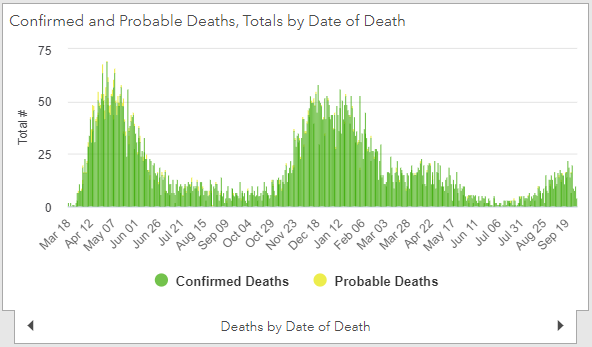 Confirmed and Probable Deaths, Totals by Date of Death
75
50
25
0
Total #
Mar 18
Apr 12
May 07
Jun 01
Jun 26
Jul 21
Aug 15
Sep 09
Oct 04
Oct 29
Nov 23
Dec 18
Jan 12
Feb 06
Mar 03
Mar 28
Apr 22
May 17
Jun 11
Jul 06
Jul 31
Aug 25
Sep 19
Confirmed Deaths
Probable Deaths
Deaths by Date of Death